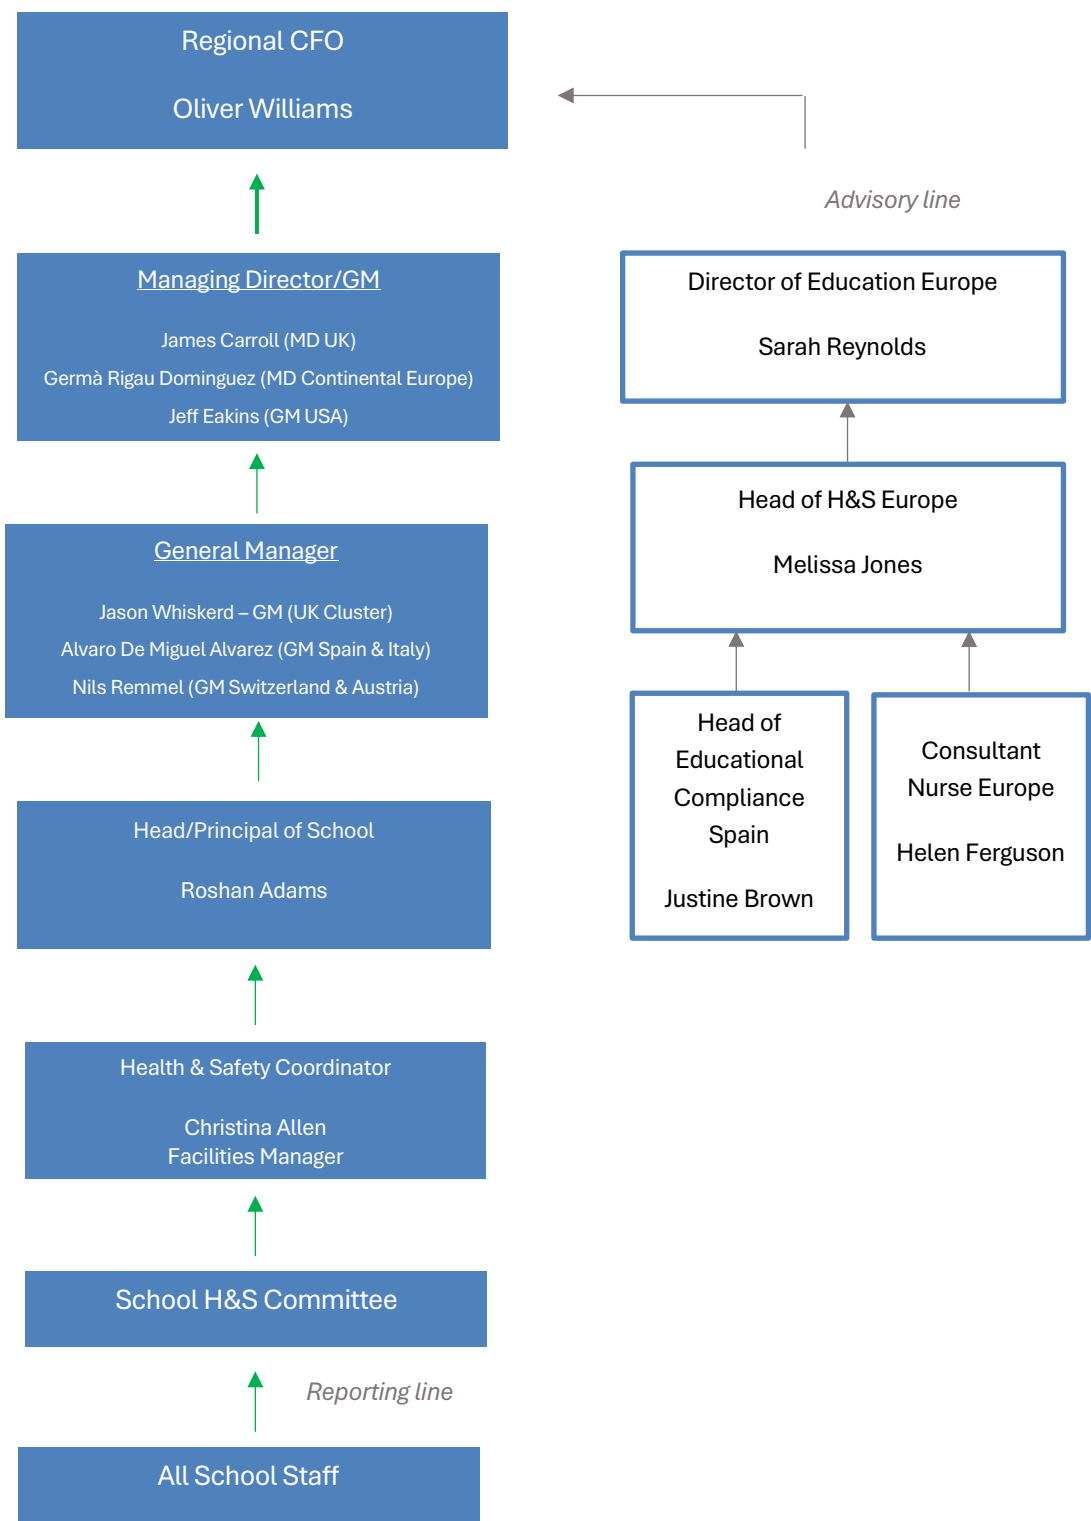 Regional CFO
Oliver Williams
Advisory line
Managing Director/GM
James Carroll (MD UK)
Germà Rigau Dominguez (MD Continental Europe)
Jeff Eakins (GM USA)
Director of Education Europe
Sarah Reynolds
Head of H&S Europe
Melissa Jones
General Manager
Jason Whiskerd – GM (UK Cluster)
Alvaro De Miguel Alvarez (GM Spain & Italy)
Nils Remmel (GM Switzerland & Austria)
Head of
Educational
Compliance
Spain
Justine Brown
Consultant
Nurse Europe
Helen Ferguson
Head/Principal of School
Roshan Adams
Health & Safety Coordinator
Christina Allen
Facilities Manager
School H&S Committee
Reporting line
All School Staff